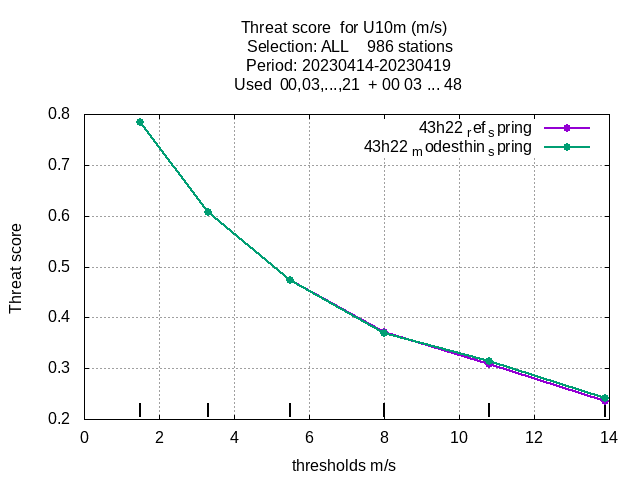 Threat score  for U10m (m/s)
Selection: ALL    986 stations
Period: 20230414-20230419
Used  00,03,...,21  + 00 03 ... 48
43h22 ref spring
43h22 modesthin spring
0.8
0.7
0.6
0.5
0.4
0.3
0.2
Threat score
0 2 4 6 8 10 12 14
thresholds m/s